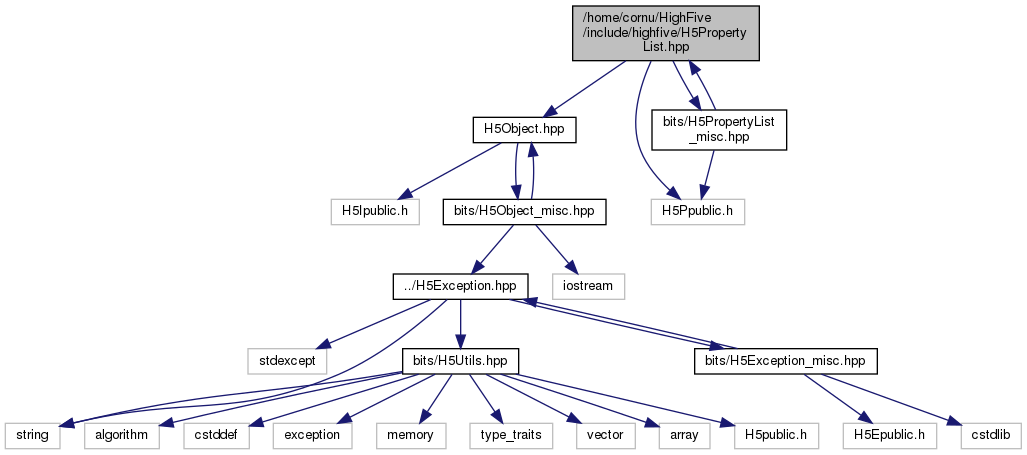 /home/cornu/HighFive
/include/highfive/H5Property
List.hpp
H5Object.hpp
bits/H5PropertyList
_misc.hpp
H5Ipublic.h
bits/H5Object_misc.hpp
H5Ppublic.h
../H5Exception.hpp
iostream
stdexcept
bits/H5Utils.hpp
bits/H5Exception_misc.hpp
string
algorithm
cstddef
exception
memory
type_traits
vector
array
H5public.h
H5Epublic.h
cstdlib